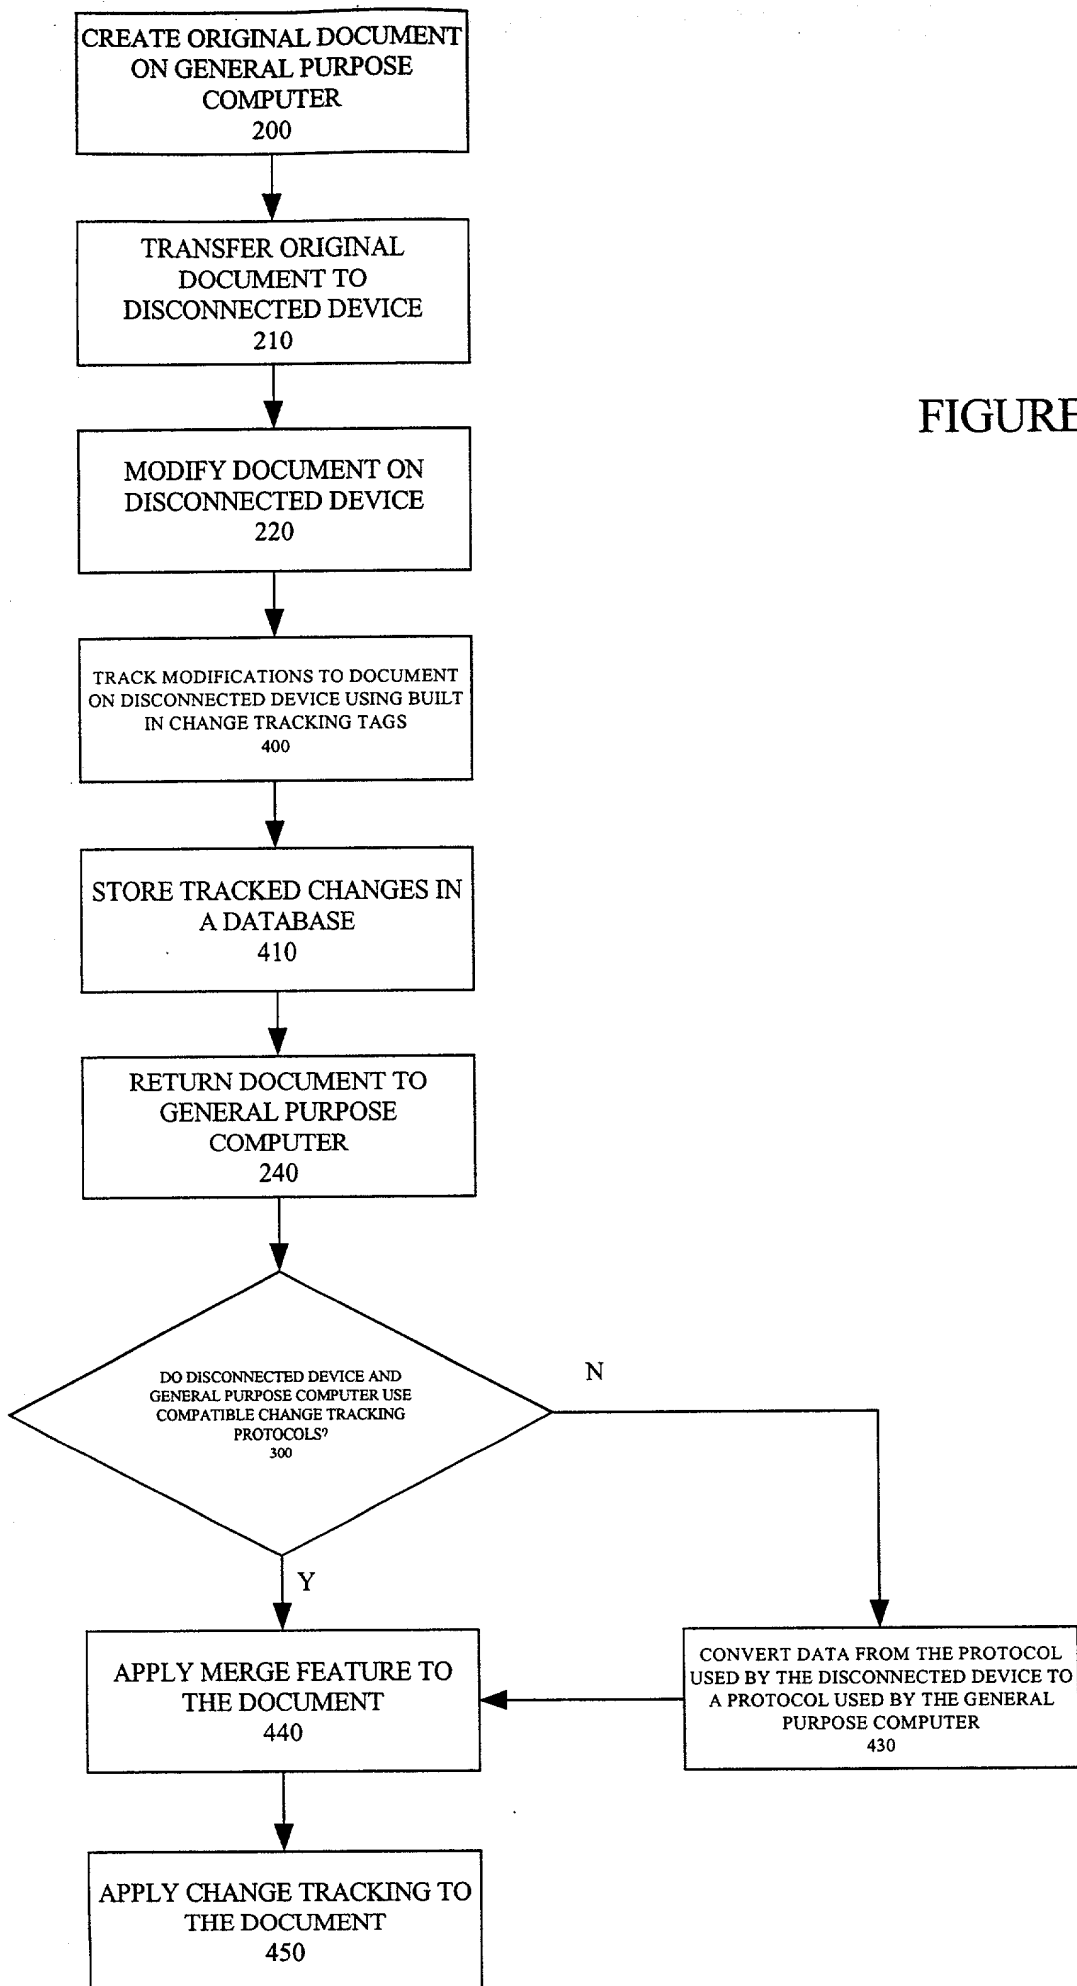 CREATE ORIGINAL DOCUMENT
ON GENERAL PURPOSE
COMPUTER
200
TRANSFER ORIGINAL
DOCUMENT TO
DISCONNECTED DEVICE
210
FIGURE
MODIFY DOCUMENT ON
DISCONNECTED DEVICE
220
TRACK MODIFICATIONS TO DOCUMENT
ON DISCONNECTED DEVICE USING BUILT
IN CHANGE TRACKING TAGS
400
STORE TRACKED CHANGES IN
A DATABASE
410
RETURN DOCUMENT TO
GENERAL PURPOSE
COMPUTER
240
DO DISCONNECTED DEVICE AND
GENERAL PURPOSE COMPUTER USE
COMPATIBLE CHANGE TRACKING
PROTOCOLS?
300
N
Y
APPLY MERGE FEATURE TO
THE DOCUMENT
440
CONVERT DATA FROM THE PROTOCOL
USED BY THE DISCONNECTED DEVICE TO
A PROTOCOL USED BY THE GENERAL
PURPOSE COMPUTER
430
APPLY CHANGE TRACKING TO
THE DOCUMENT
450